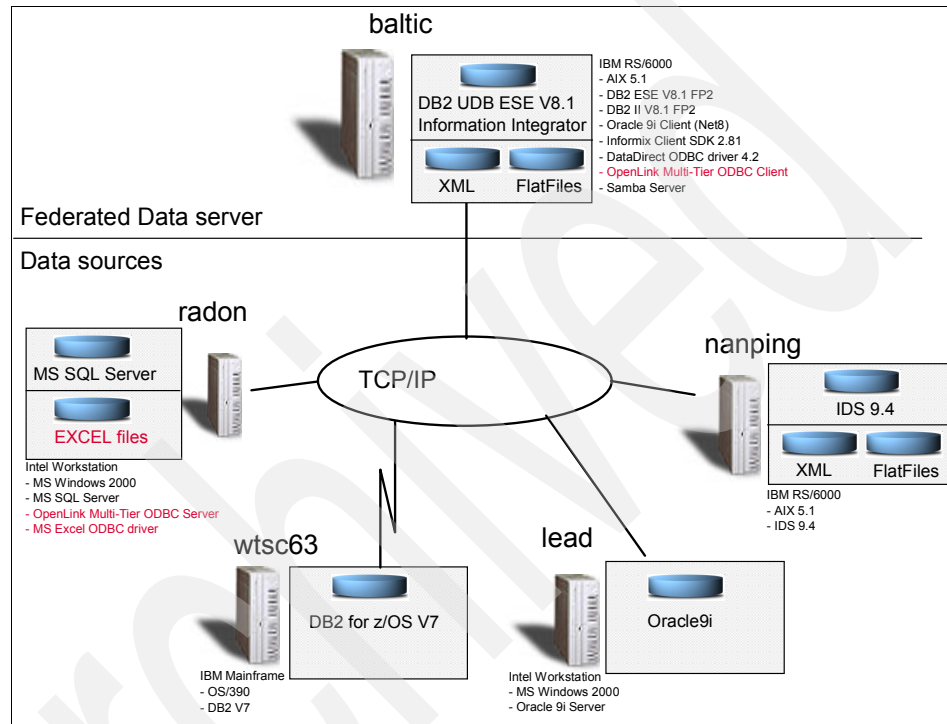 baltic
DB2 UDB ESE V8.1
Information Integrator
XML
FlatFiles
IBM RS/6000
- AIX 5.1
- DB2 ESE V8.1 FP2
- DB2 II V8.1 FP2
- Oracle 9i Client (Net8)
- Informix Client SDK 2.81
- DataDirect ODBC driver 4.2
- OpenLink Multi-Tier ODBC Client
- Samba Server
Federated Data server
Data sources
radon
MS SQL Server
EXCEL files
Intel Workstation
- MS Windows 2000
- MS SQL Server
- OpenLink Multi-Tier ODBC Server
- MS Excel ODBC driver
TCP/IP
nanping
IDS 9.4
XML
FlatFiles
IBM RS/6000
- AIX 5.1
- IDS 9.4
wtsc63
DB2 for z/OS V7
IBM Mainframe
- OS/390
- DB2 V7
lead
Oracle9i
Intel Workstation
- MS Windows 2000
- Oracle 9i Server